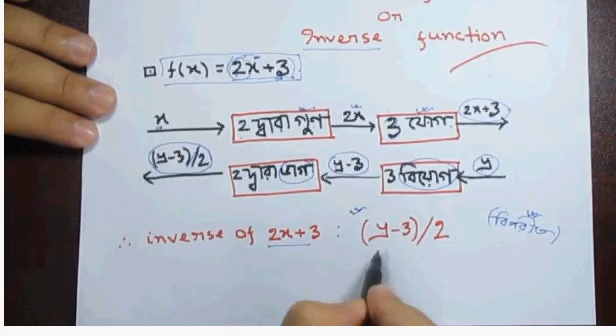 on
Inverse function
□ f(x) = 2x+3
x 2 দ্বারা গুণ 2x 3 যোগ 2x+3
(y-3)/2 2 দ্বারা ভাগ y-3 3 বিয়োগ y
∴ inverse of 2x+3 : (y-3)/2 (বিপরীত)